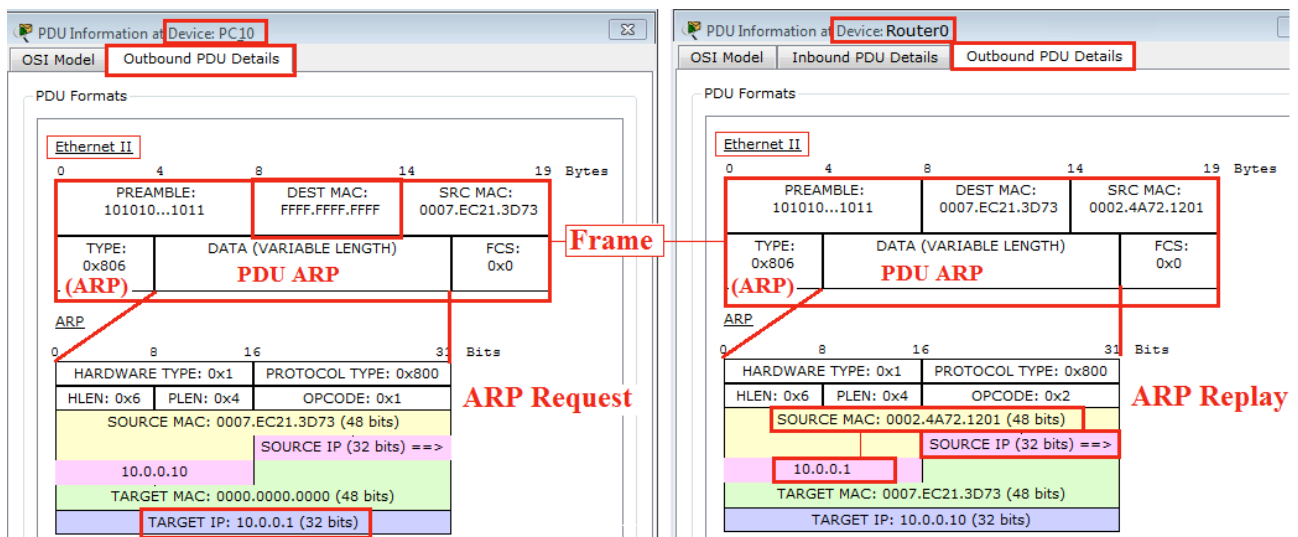 PDU Information at Device: PC_10
OSI Model Outbound PDU Details
PDU Formats
Ethernet II
0 4 8 14 19 Bytes
PREAMBLE: DEST MAC: SRC MAC:
101010...1011 FFFF.FFFF.FFFF 0007.EC21.3D73
TYPE: DATA (VARIABLE LENGTH) FCS:
0x806 0x0
(ARP) PDU ARP
ARP
0 8 16 31 Bits
HARDWARE TYPE: 0x1 PROTOCOL TYPE: 0x800
HLEN: 0x6 PLEN: 0x4 OPCODE: 0x1
ARP Request
SOURCE MAC: 0007.EC21.3D73 (48 bits)
SOURCE IP (32 bits) ==>
10.0.0.10
TARGET MAC: 0000.0000.0000 (48 bits)
TARGET IP: 10.0.0.1 (32 bits)
Frame
PDU Information at Device: Router0
OSI Model Inbound PDU Details Outbound PDU Details
PDU Formats
Ethernet II
0 4 8 14 19 Bytes
PREAMBLE: DEST MAC: SRC MAC:
101010...1011 0007.EC21.3D73 0002.4A72.1201
TYPE: DATA (VARIABLE LENGTH) FCS:
0x806 0x0
(ARP) PDU ARP
ARP
0 8 16 31 Bits
HARDWARE TYPE: 0x1 PROTOCOL TYPE: 0x800
HLEN: 0x6 PLEN: 0x4 OPCODE: 0x2
ARP Replay
SOURCE MAC: 0002.4A72.1201 (48 bits)
SOURCE IP (32 bits) ==>
10.0.0.1
TARGET MAC: 0007.EC21.3D73 (48 bits)
TARGET IP: 10.0.0.10 (32 bits)